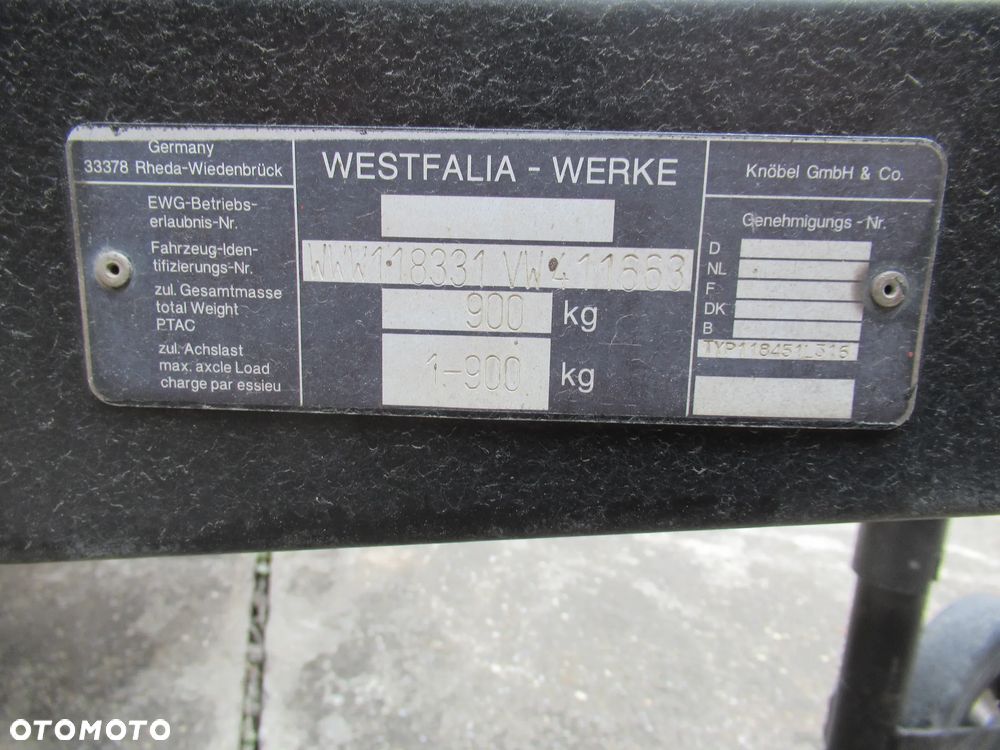 Germany
33378 Rheda-Wiedenbrück
WESTFALIA - WERKE
Knöbel GmbH & Co.
EWG-Betriebs-
erlaubnis-Nr.
Fahrzeug-Iden-
tifizierungs-Nr.
WWW118331VW411663
zul. Gesamtmasse
total Weight
PTAC
900 kg
zul. Achslast
max. axcle Load
charge par essieu
1-900 kg
Genehmigungs-Nr.
D
NL
F
DK
B
TYP118451L316
OTOMOTO